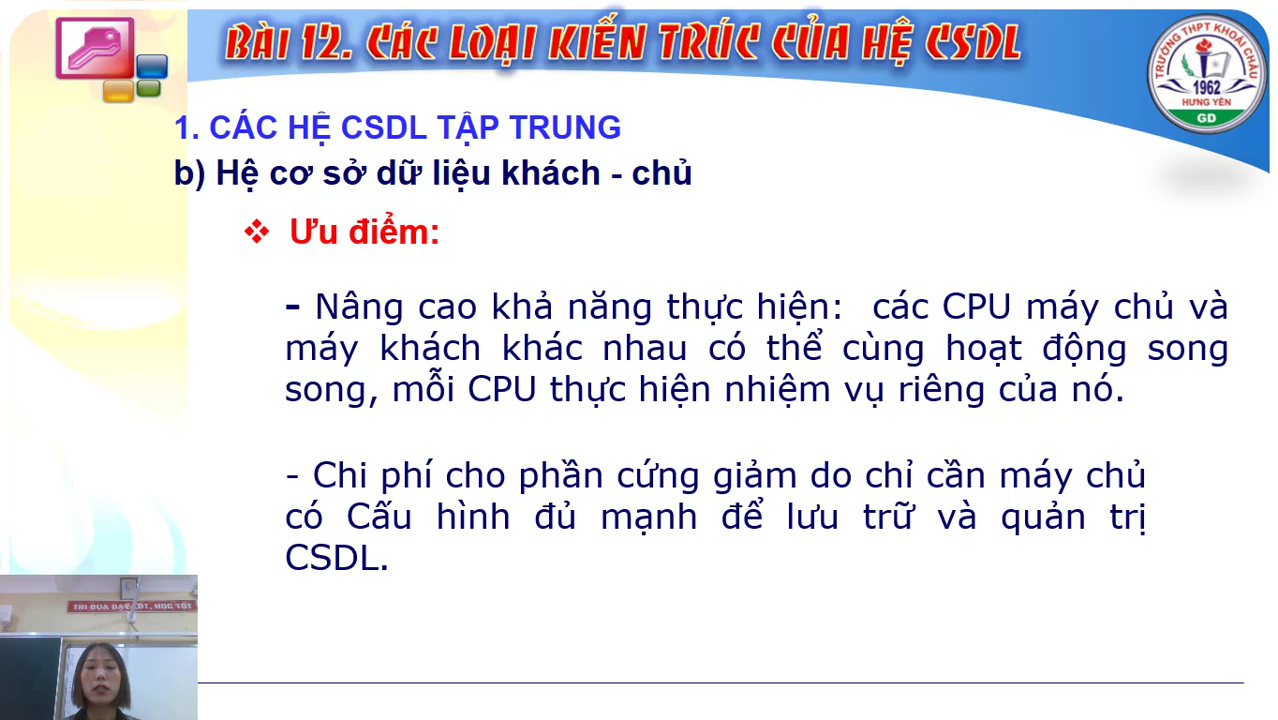 BÀI 12. CÁC LOẠI KIẾN TRÚC CỦA HỆ CSDL
TRƯỜNG THPT KHOÁI CHÂU
1962
HƯNG YÊN
GD
1. CÁC HỆ CSDL TẬP TRUNG
b) Hệ cơ sở dữ liệu khách - chủ
❖ Ưu điểm:
- Nâng cao khả năng thực hiện: các CPU máy chủ và
máy khách khác nhau có thể cùng hoạt động song
song, mỗi CPU thực hiện nhiệm vụ riêng của nó.
- Chi phí cho phần cứng giảm do chỉ cần máy chủ
có Cấu hình đủ mạnh để lưu trữ và quản trị
CSDL.
THI ĐUA DẠY TỐT, HỌC TỐT